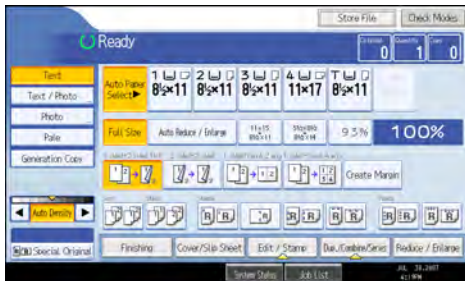 Store File Check Modes
Ready
Originals Quantity Copies
0 1 0
Text
Text / Photo
Photo
Pale
Generation Copy
Auto Paper Select▶
1 2 3 4 T
8½×11 8½×11 8½×11 11×17 8½×11
Full Size Auto Reduce / Enlarge 93% 100%
Create Margin
Auto Density
Special Original
Finishing Cover/Slip Sheet Edit / Stamp Dup./Combine/Series Reduce / Enlarge
System Status Job List